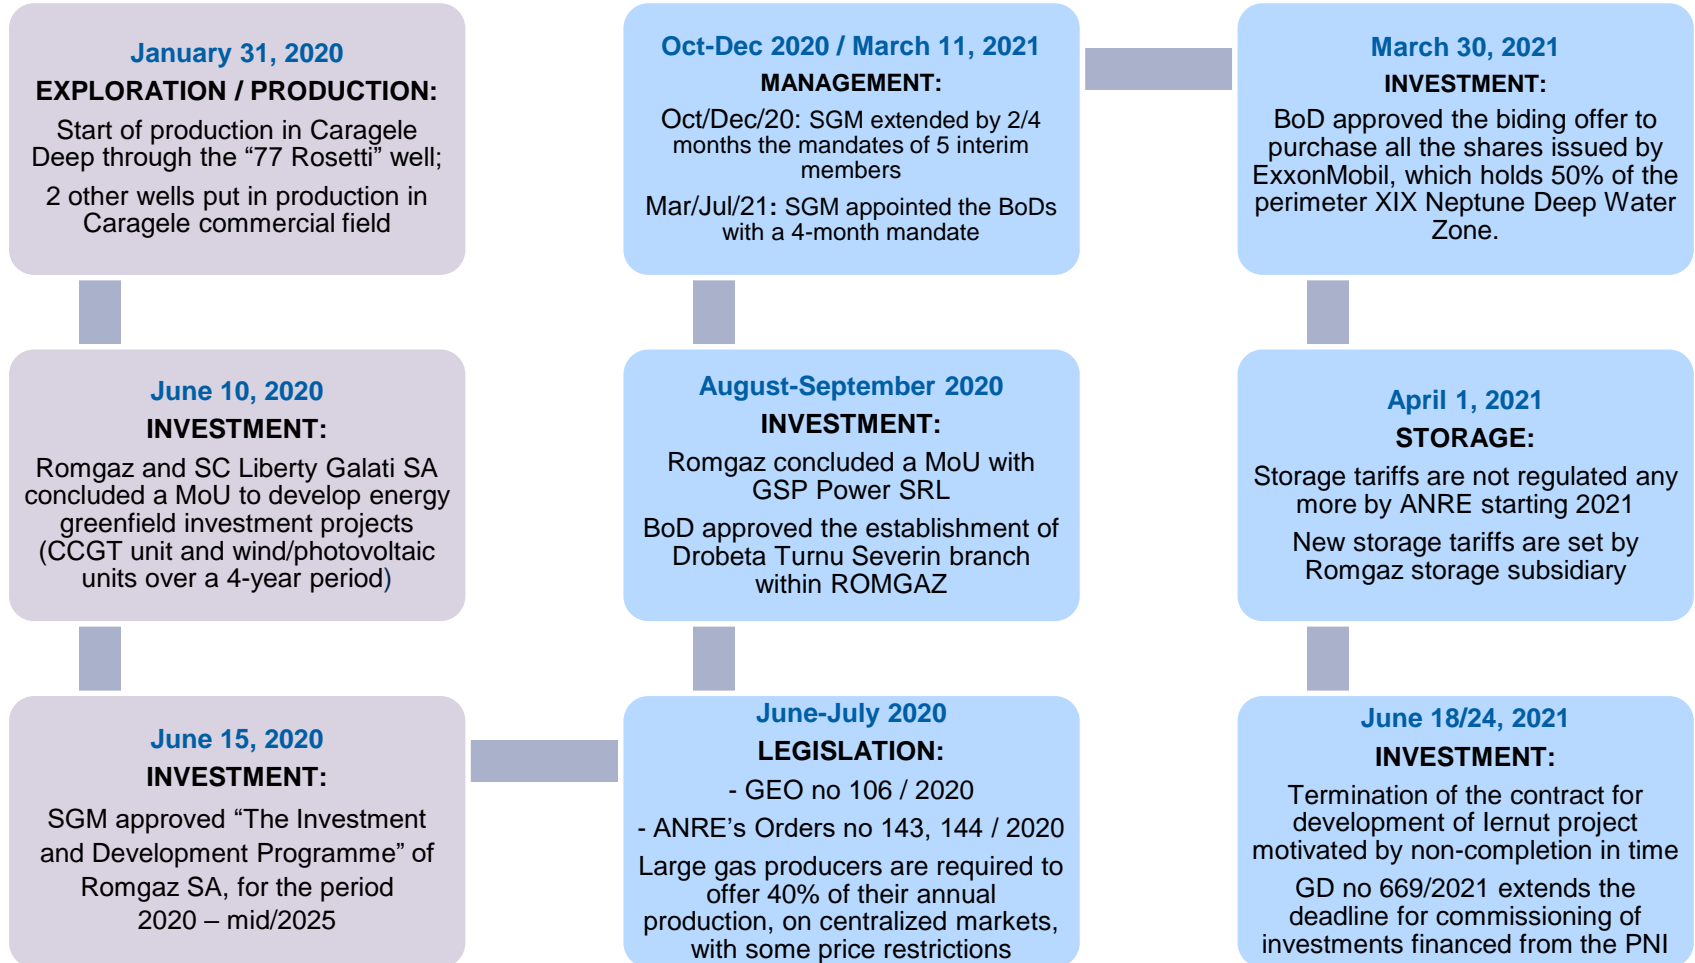 January 31, 2020
EXPLORATION / PRODUCTION:
Start of production in Caragele
Deep through the “77 Rosetti” well;
2 other wells put in production in
Caragele commercial field
June 10, 2020
INVESTMENT:
Romgaz and SC Liberty Galati SA
concluded a MoU to develop energy
greenfield investment projects
(CCGT unit and wind/photovoltaic
units over a 4-year period)
June 15, 2020
INVESTMENT:
SGM approved “The Investment
and Development Programme” of
Romgaz SA, for the period
2020 – mid/2025
June-July 2020
LEGISLATION:
- GEO no 106 / 2020
- ANRE’s Orders no 143, 144 / 2020
Large gas producers are required to
offer 40% of their annual
production, on centralized markets,
with some price restrictions
August-September 2020
INVESTMENT:
Romgaz concluded a MoU with
GSP Power SRL
BoD approved the establishment of
Drobeta Turnu Severin branch
within ROMGAZ
Oct-Dec 2020 / March 11, 2021
MANAGEMENT:
Oct/Dec/20: SGM extended by 2/4
months the mandates of 5 interim
members
Mar/Jul/21: SGM appointed the BoDs
with a 4-month mandate
March 30, 2021
INVESTMENT:
BoD approved the biding offer to
purchase all the shares issued by
ExxonMobil, which holds 50% of the
perimeter XIX Neptune Deep Water
Zone.
April 1, 2021
STORAGE:
Storage tariffs are not regulated any
more by ANRE starting 2021
New storage tariffs are set by
Romgaz storage subsidiary
June 18/24, 2021
INVESTMENT:
Termination of the contract for
development of Iernut project
motivated by non-completion in time
GD no 669/2021 extends the
deadline for commissioning of
investments financed from the PNI